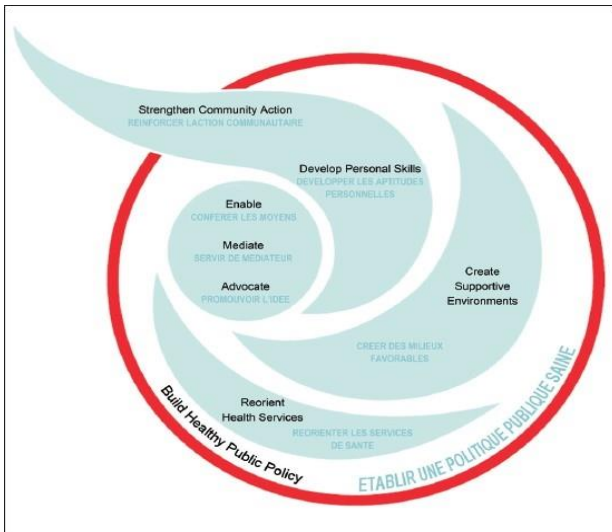 Strengthen Community Action
REINFORCER LACTION COMMUNAUTAIRE
Develop Personal Skills
DEVELOPPER LES APTITUDES
PERSONNELLES
Enable
CONFERER LES MOYENS
Mediate
SERVIR DE MEDIATEUR
Advocate
PROMOUVOIR L'IDEE
Create
Supportive
Environments
CREER DES MILIEUX
FAVORABLES
Reorient
Health Services
REORIENTER LES SERVICES
DE SANTE
Build Healthy Public Policy
ETABLIR UNE POLITIQUE PUBLIQUE SAINE